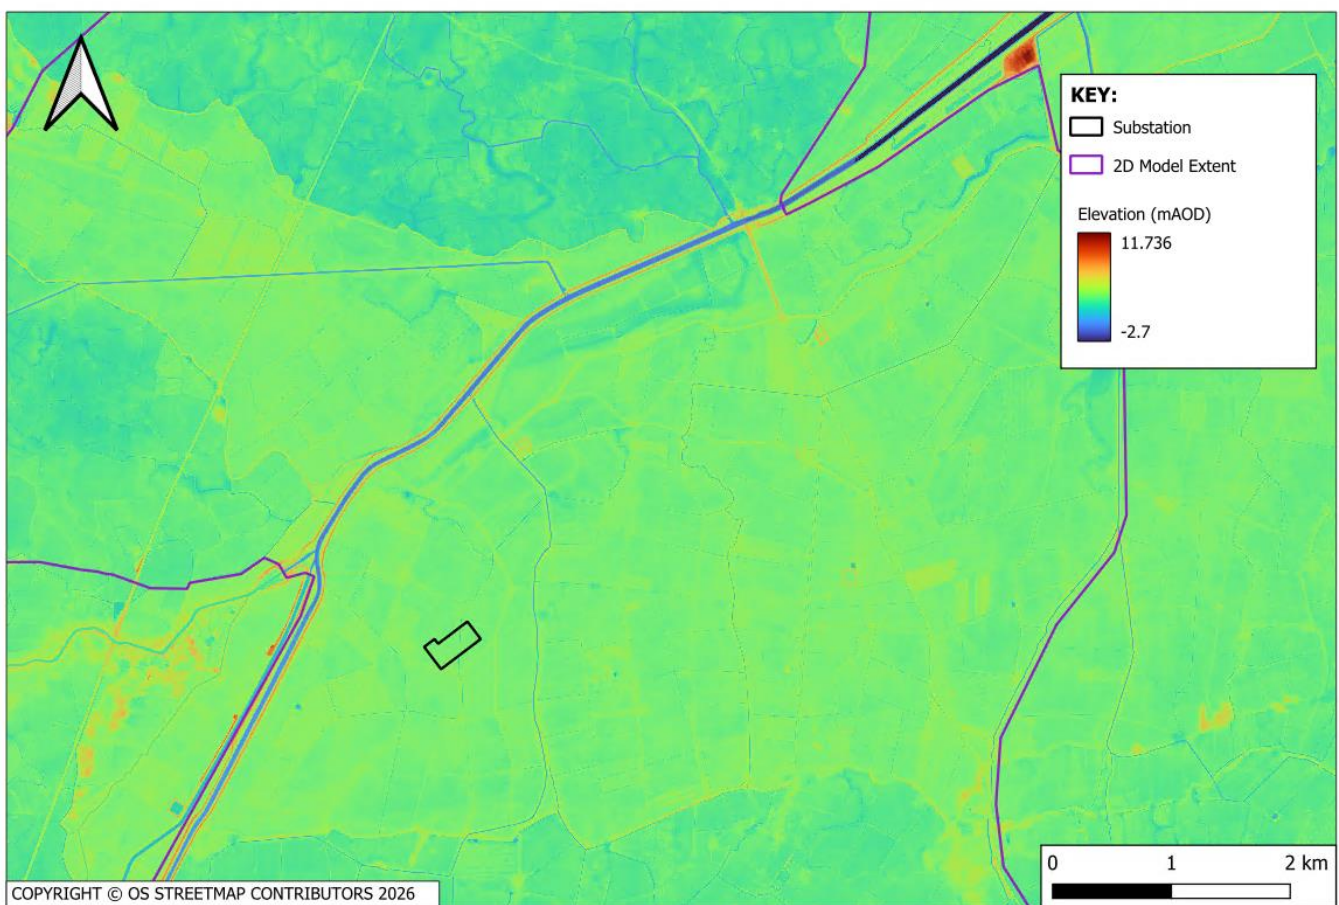 KEY:
Substation
2D Model Extent
Elevation (mAOD)
11.736
-2.7
0 1 2 km
COPYRIGHT © OS STREETMAP CONTRIBUTORS 2026